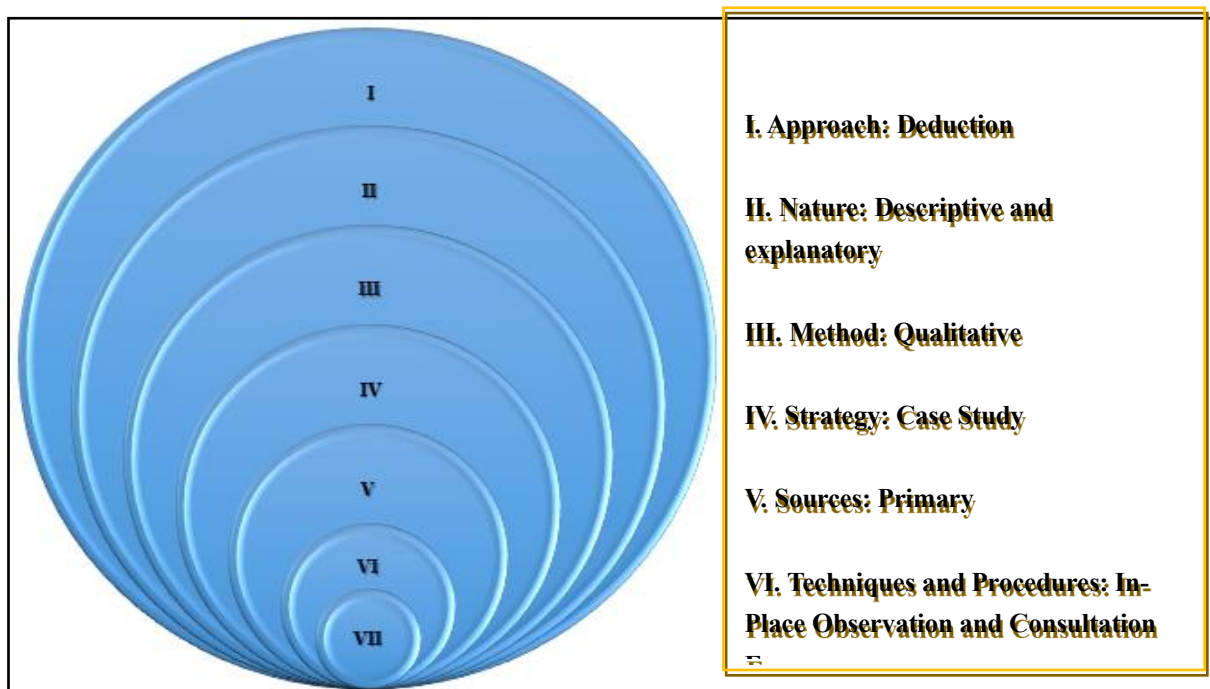 I
II
III
IV
V
VI
VII
I. Approach: Deduction
II. Nature: Descriptive and
explanatory
III. Method: Qualitative
IV. Strategy: Case Study
V. Sources: Primary
VI. Techniques and Procedures: In-
Place Observation and Consultation